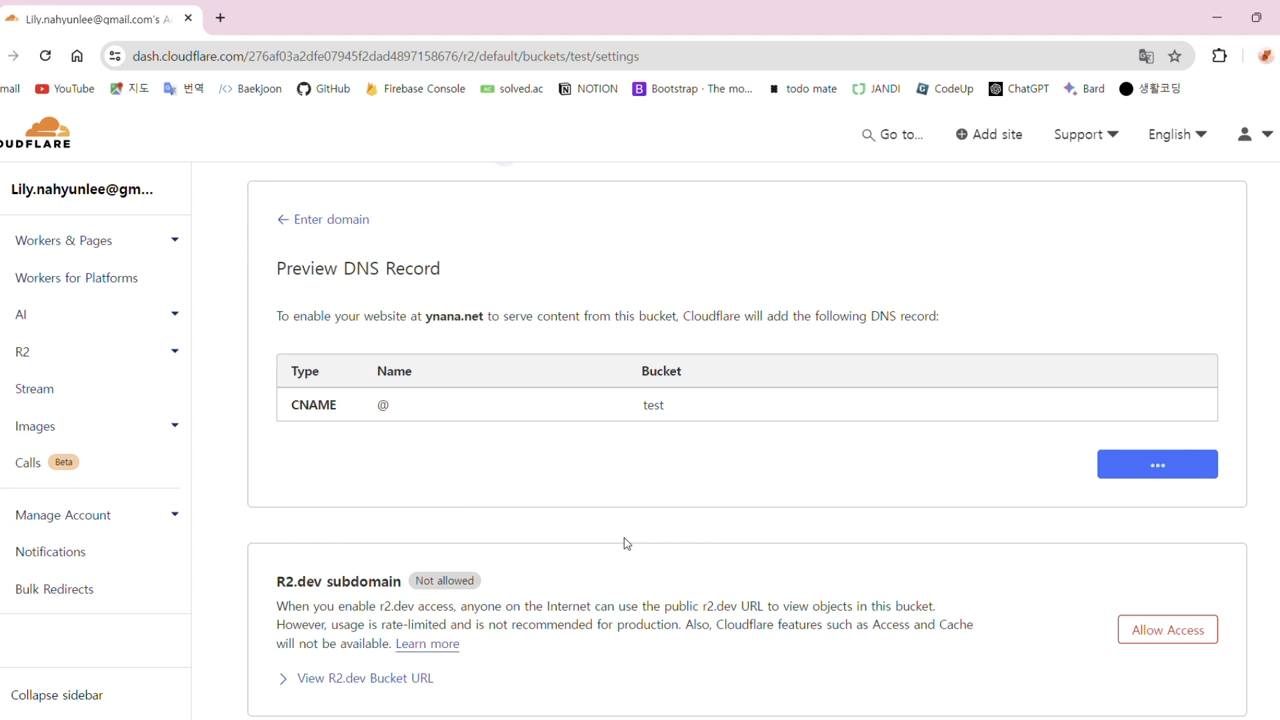 Lily.nahyunlee@gmail.com's A
dash.cloudflare.com/276af03a2dfe07945f2dad4897158676/r2/default/buckets/test/settings
mail YouTube 지도 번역 </> Baekjoon GitHub Firebase Console solved.ac NOTION Bootstrap · The mo... todo mate JANDI CodeUp ChatGPT Bard 생활코딩
OUDFLARE
Go to... Add site Support English
Lily.nahyunlee@gm...
Workers & Pages
Workers for Platforms
AI
R2
Stream
Images
Calls Beta
Manage Account
Notifications
Bulk Redirects
Collapse sidebar
← Enter domain
Preview DNS Record
To enable your website at ynana.net to serve content from this bucket, Cloudflare will add the following DNS record:
Type Name Bucket
CNAME @ test
•••
R2.dev subdomain Not allowed
When you enable r2.dev access, anyone on the Internet can use the public r2.dev URL to view objects in this bucket.
However, usage is rate-limited and is not recommended for production. Also, Cloudflare features such as Access and Cache
will not be available. Learn more
Allow Access
View R2.dev Bucket URL